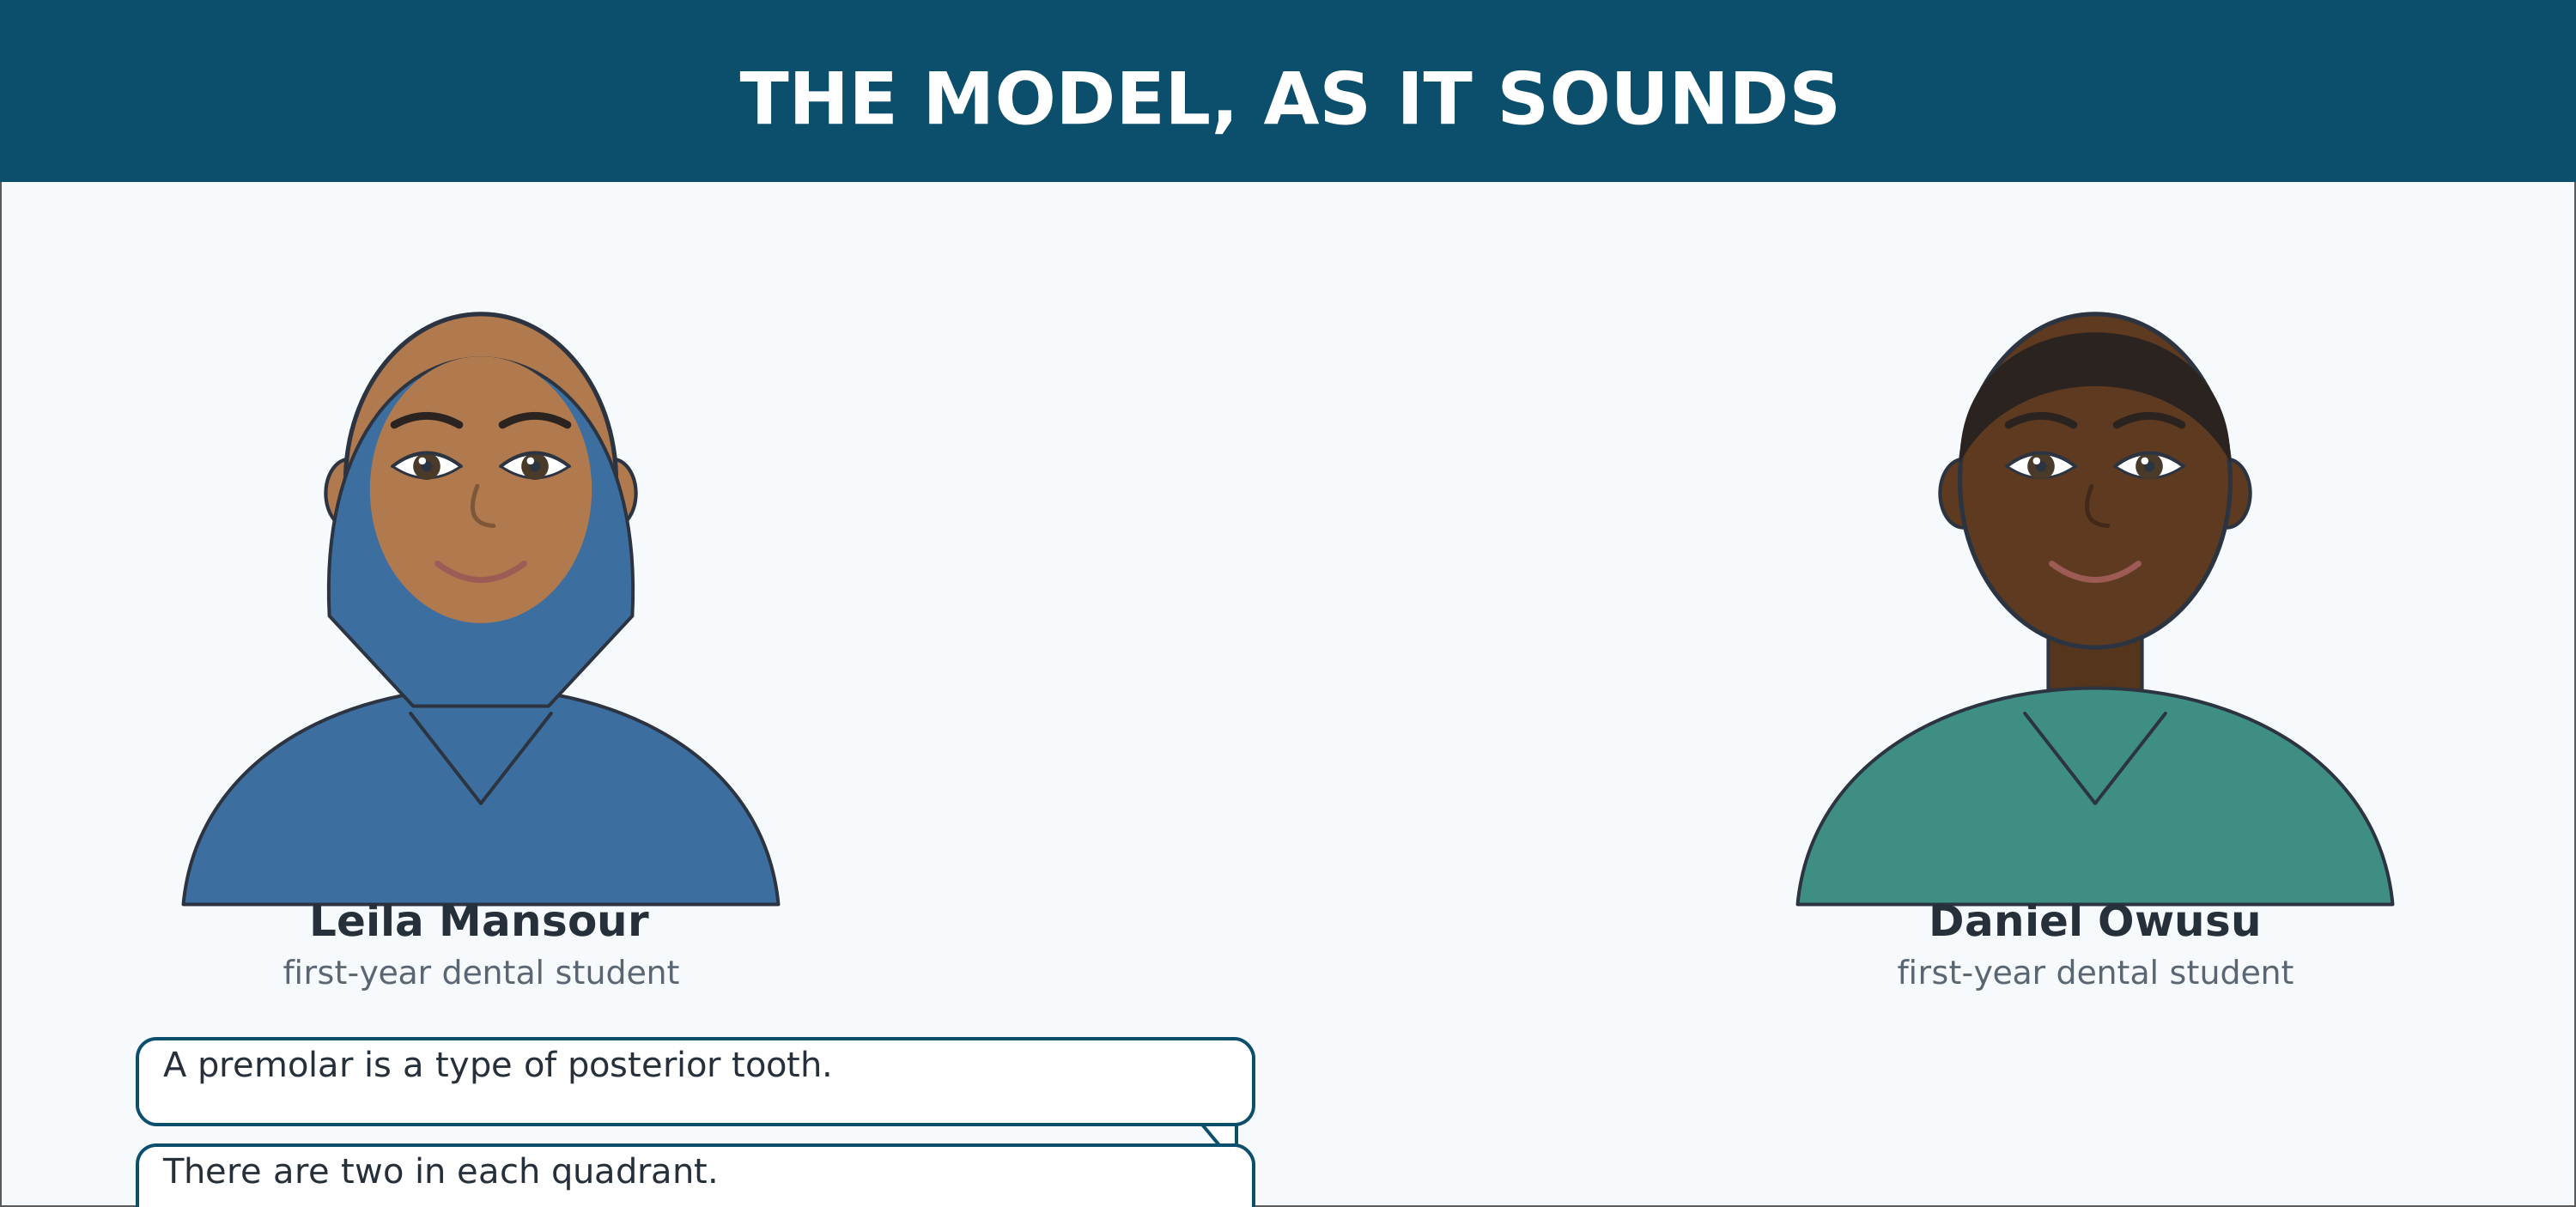 THE MODEL, AS IT SOUNDS
Leila Mansour
first-year dental student
Daniel Owusu
first-year dental student
A premolar is a type of posterior tooth.
There are two in each quadrant.